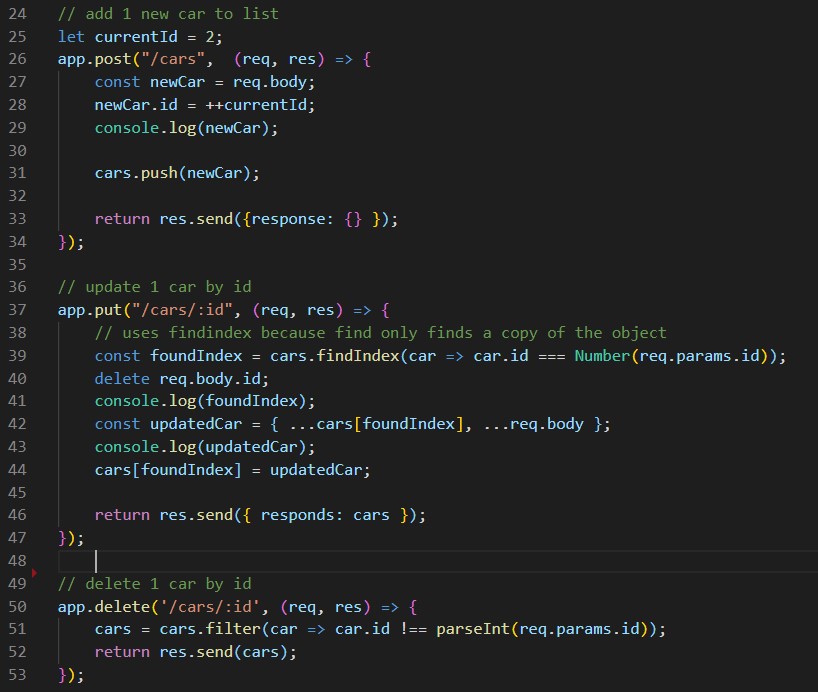 24 // add 1 new car to list
25 let currentId = 2;
26 app.post("/cars",  (req, res) => {
27     const newCar = req.body;
28     newCar.id = ++currentId;
29     console.log(newCar);
30
31     cars.push(newCar);
32
33     return res.send({response: {} });
34 });
35
36 // update 1 car by id
37 app.put("/cars/:id", (req, res) => {
38     // uses findindex because find only finds a copy of the object
39     const foundIndex = cars.findIndex(car => car.id === Number(req.params.id));
40     delete req.body.id;
41     console.log(foundIndex);
42     const updatedCar = { ...cars[foundIndex], ...req.body };
43     console.log(updatedCar);
44     cars[foundIndex] = updatedCar;
45
46     return res.send({ responds: cars });
47 });
48
49 // delete 1 car by id
50 app.delete('/cars/:id', (req, res) => {
51     cars = cars.filter(car => car.id !== parseInt(req.params.id));
52     return res.send(cars);
53 });